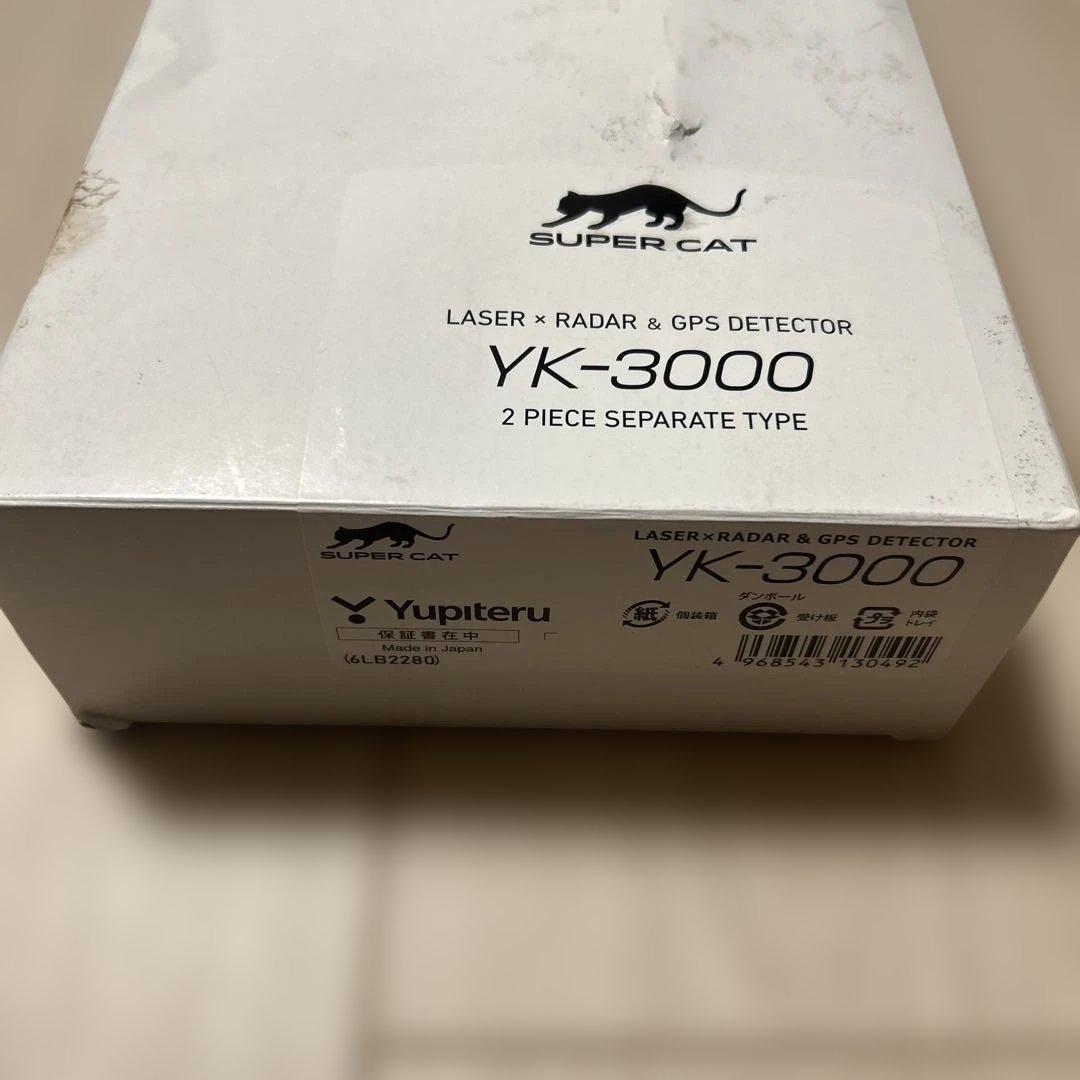 SUPER CAT
LASER × RADAR & GPS DETECTOR
YK-3000
2 PIECE SEPARATE TYPE
SUPER CAT
Yupiteru
保証書在中
Made in Japan
(6LB2280)
LASER×RADAR & GPS DETECTOR
YK-3000
紙 個装箱
ダンボール
受け板
プラ
内袋
トレイ
4 968543 130492